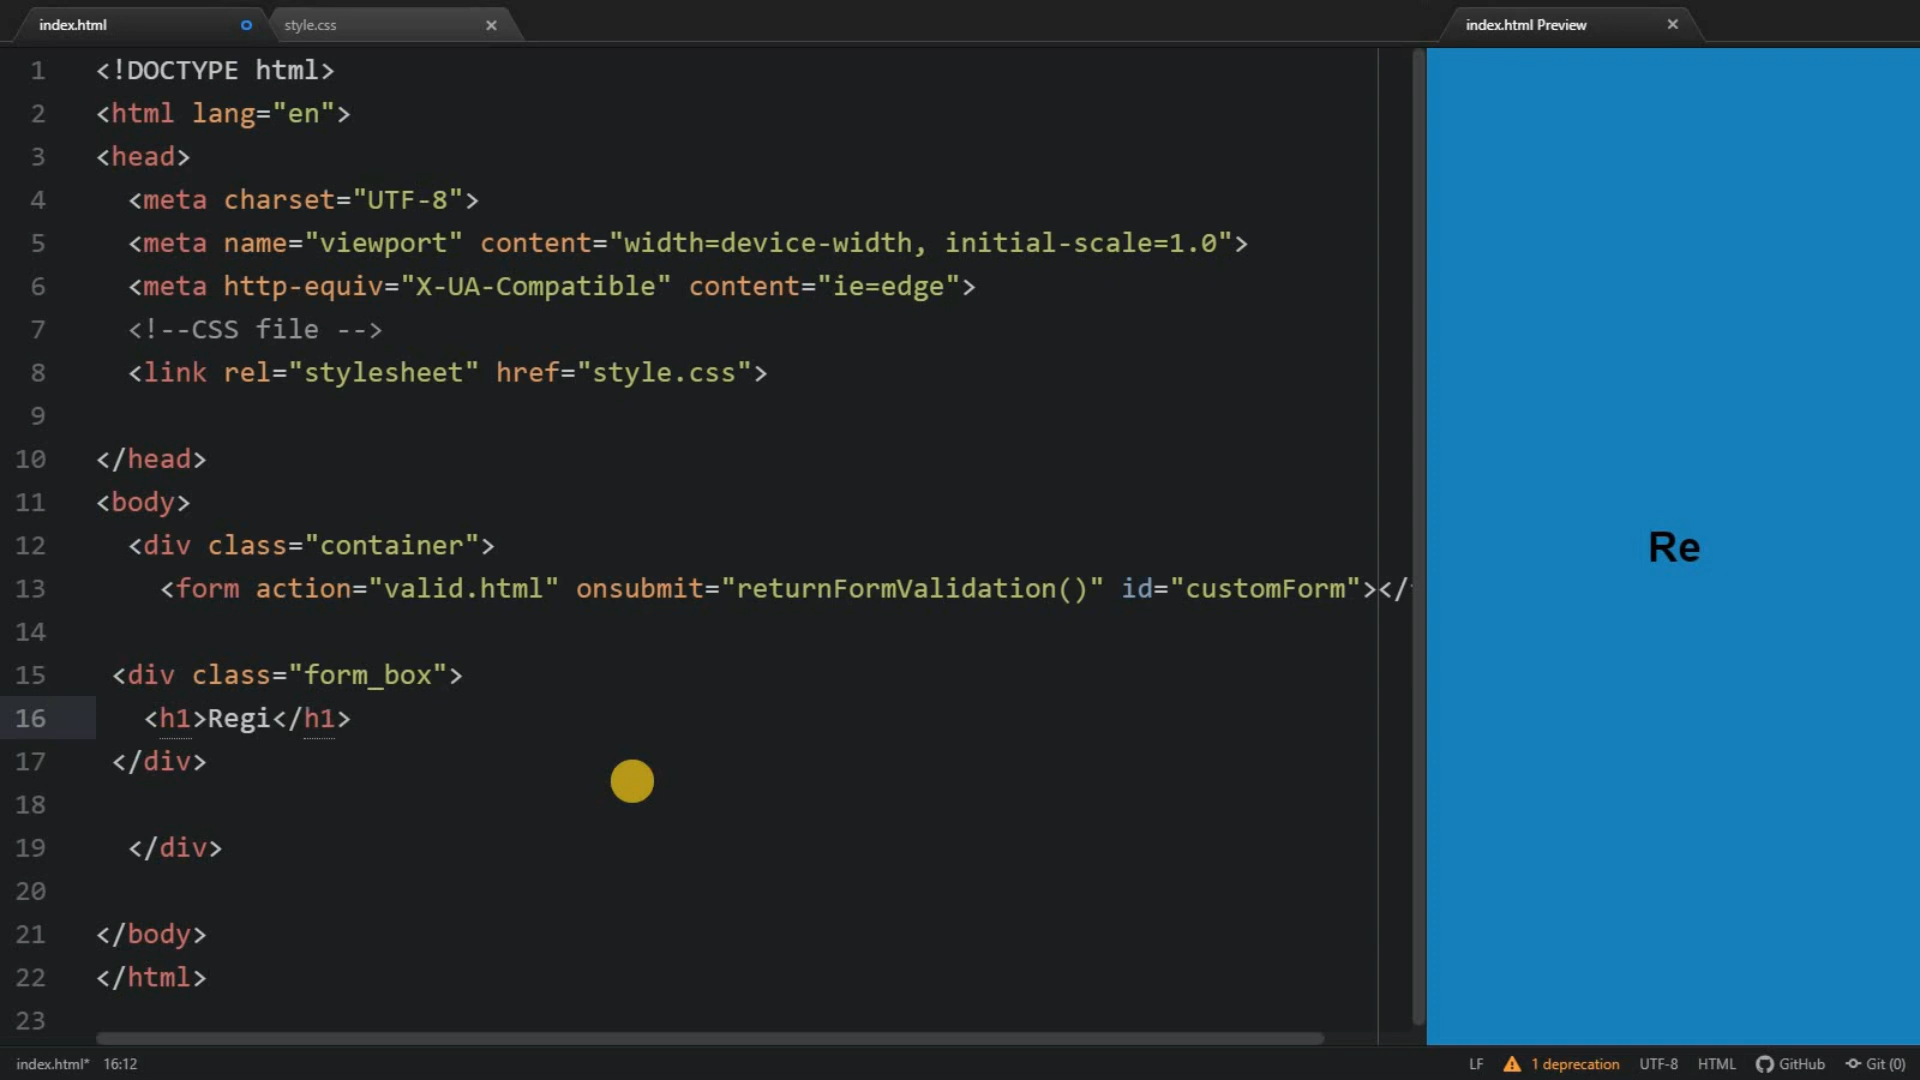 index.html
style.css
index.html Preview
1 <!DOCTYPE html>
2 <html lang="en">
3 <head>
4 <meta charset="UTF-8">
5 <meta name="viewport" content="width=device-width, initial-scale=1.0">
6 <meta http-equiv="X-UA-Compatible" content="ie=edge">
7 <!--CSS file -->
8 <link rel="stylesheet" href="style.css">
9
10 </head>
11 <body>
12 <div class="container">
13 <form action="valid.html" onsubmit="returnFormValidation()" id="customForm"></
14
15 <div class="form_box">
16 <h1>Regi</h1>
17 </div>
18
19 </div>
20
21 </body>
22 </html>
23
Re
index.html* 16:12
LF 1 deprecation UTF-8 HTML GitHub Git (0)